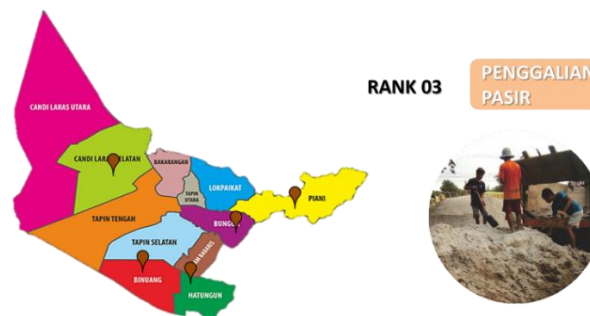 CANDI LARAS UTARA
CANDI LARAS SELATAN
BAKARANGAN
TAPIN UTARA
LOKPAIKAT
PIANI
TAPIN TENGAH
BUNGUR
TAPIN SELATAN
BINUANG
HATUNGUN
RANK 03
PENGGALIAN
PASIR